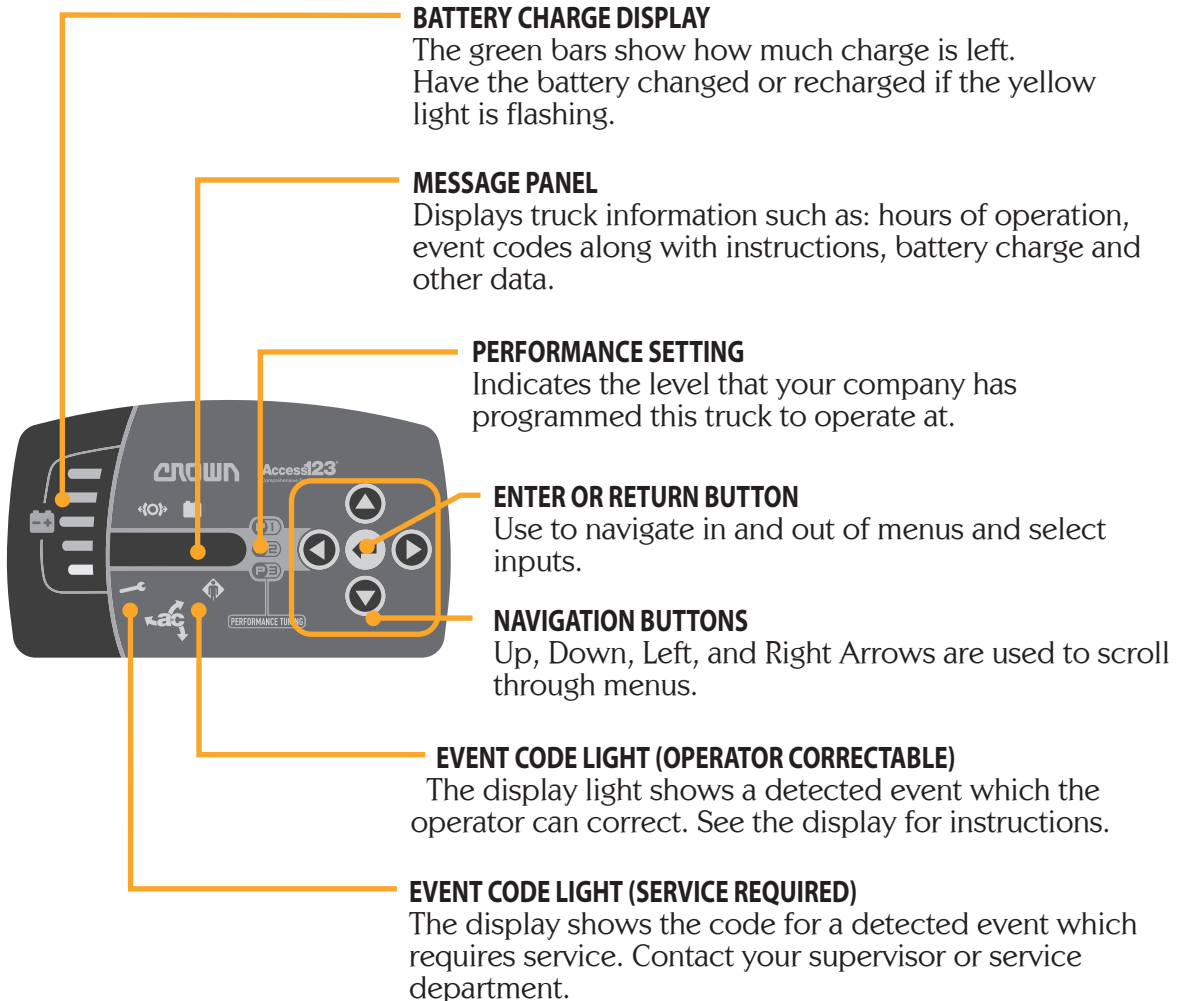 BATTERY CHARGE DISPLAY
The green bars show how much charge is left.
Have the battery changed or recharged if the yellow
light is flashing.
MESSAGE PANEL
Displays truck information such as: hours of operation,
event codes along with instructions, battery charge and
other data.
PERFORMANCE SETTING
Indicates the level that your company has
programmed this truck to operate at.
CROWN
Access123
ENTER OR RETURN BUTTON
Use to navigate in and out of menus and select
inputs.
P3
ac
PERFORMANCE TUNING
NAVIGATION BUTTONS
Up, Down, Left, and Right Arrows are used to scroll
through menus.
EVENT CODE LIGHT (OPERATOR CORRECTABLE)
The display light shows a detected event which the
operator can correct. See the display for instructions.
EVENT CODE LIGHT (SERVICE REQUIRED)
The display shows the code for a detected event which
requires service. Contact your supervisor or service
department.